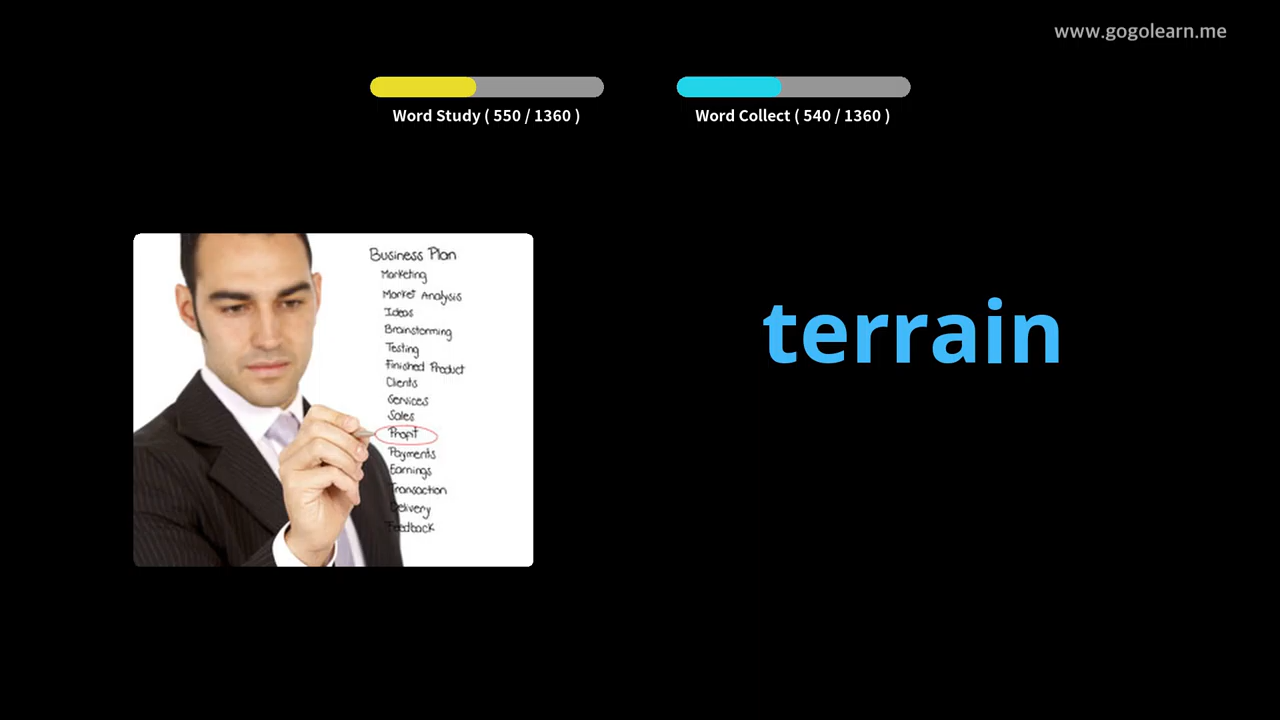 www.gogolearn.me
Word Study ( 550 / 1360 )
Word Collect ( 540 / 1360 )
Business Plan
Marketing
Market Analysis
Ideas
Brainstorming
Testing
Finished Product
Clients
Services
Sales
Profit
Payments
Earnings
Transaction
Delivery
Feedback
terrain